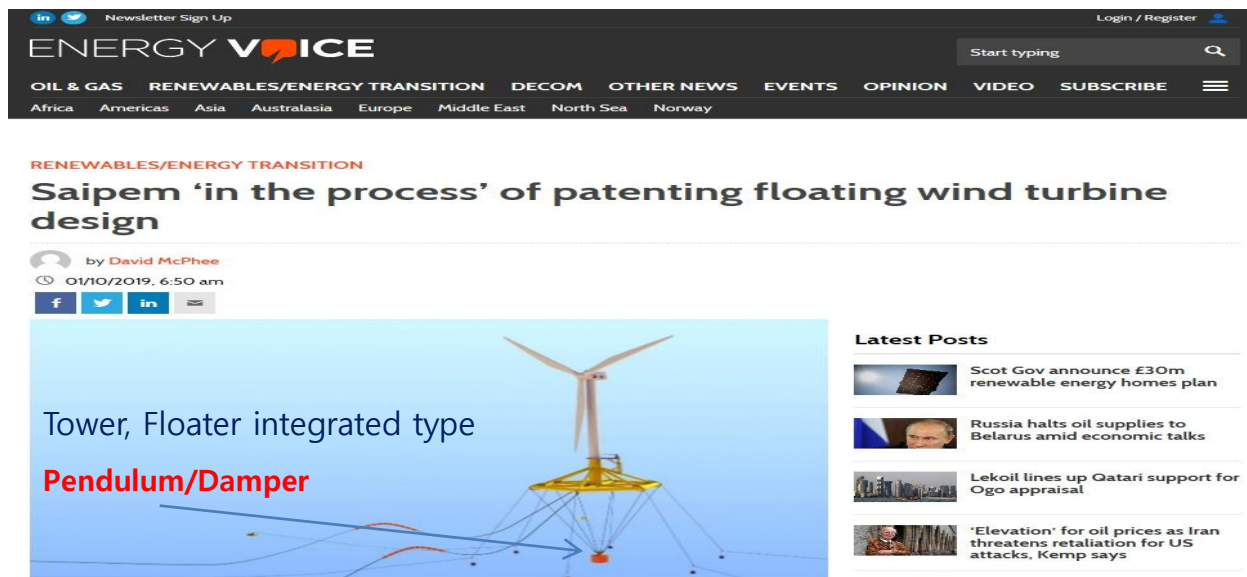 in Newsletter Sign Up Login / Register
ENERGY VOICE
Start typing
OIL & GAS RENEWABLES/ENERGY TRANSITION DECOM OTHER NEWS EVENTS OPINION VIDEO SUBSCRIBE
Africa Americas Asia Australasia Europe Middle East North Sea Norway
RENEWABLES/ENERGY TRANSITION
Saipem ‘in the process’ of patenting floating wind turbine
design
by David McPhee
01/10/2019, 6:50 am
f in
Tower, Floater integrated type
Pendulum/Damper
Latest Posts
Scot Gov announce £30m
renewable energy homes plan
Russia halts oil supplies to
Belarus amid economic talks
Lekoil lines up Qatari support for
Ogo appraisal
‘Elevation’ for oil prices as Iran
threatens retaliation for US
attacks, Kemp says